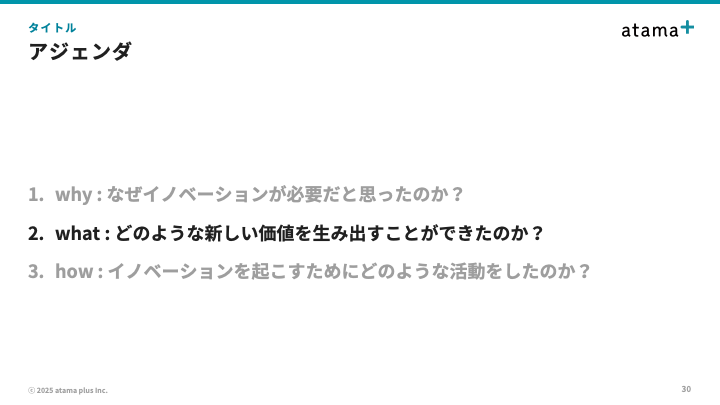 タイトル
アジェンダ
atama+
1. why : なぜイノベーションが必要だと思ったのか？
2. what : どのような新しい価値を生み出すことができたのか？
3. how : イノベーションを起こすためにどのような活動をしたのか？
ⓒ 2025 atama plus Inc.
30